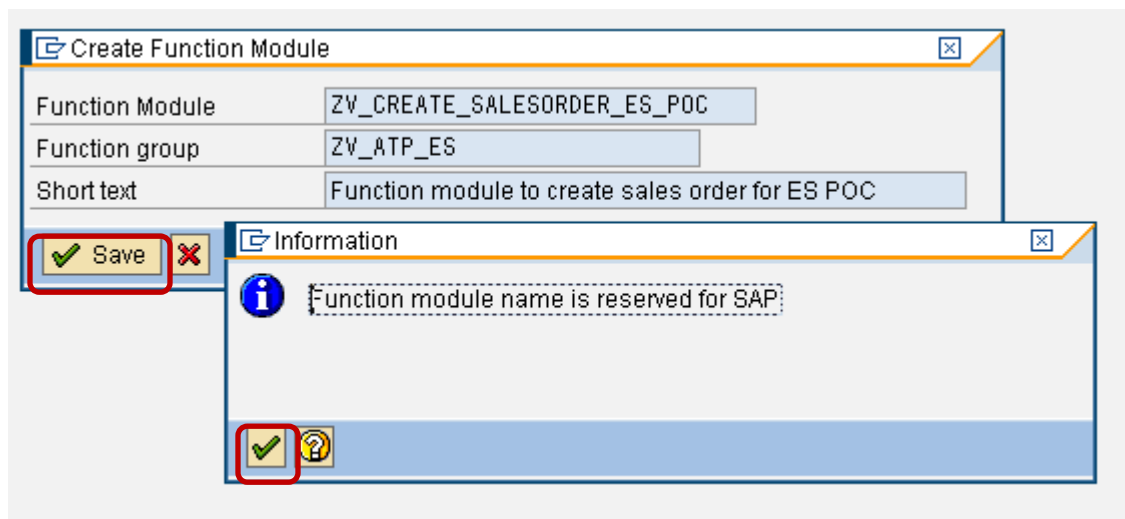 Create Function Module
Function Module ZV_CREATE_SALESORDER_ES_POC
Function group ZV_ATP_ES
Short text Function module to create sales order for ES POC
Save
Information
Function module name is reserved for SAP